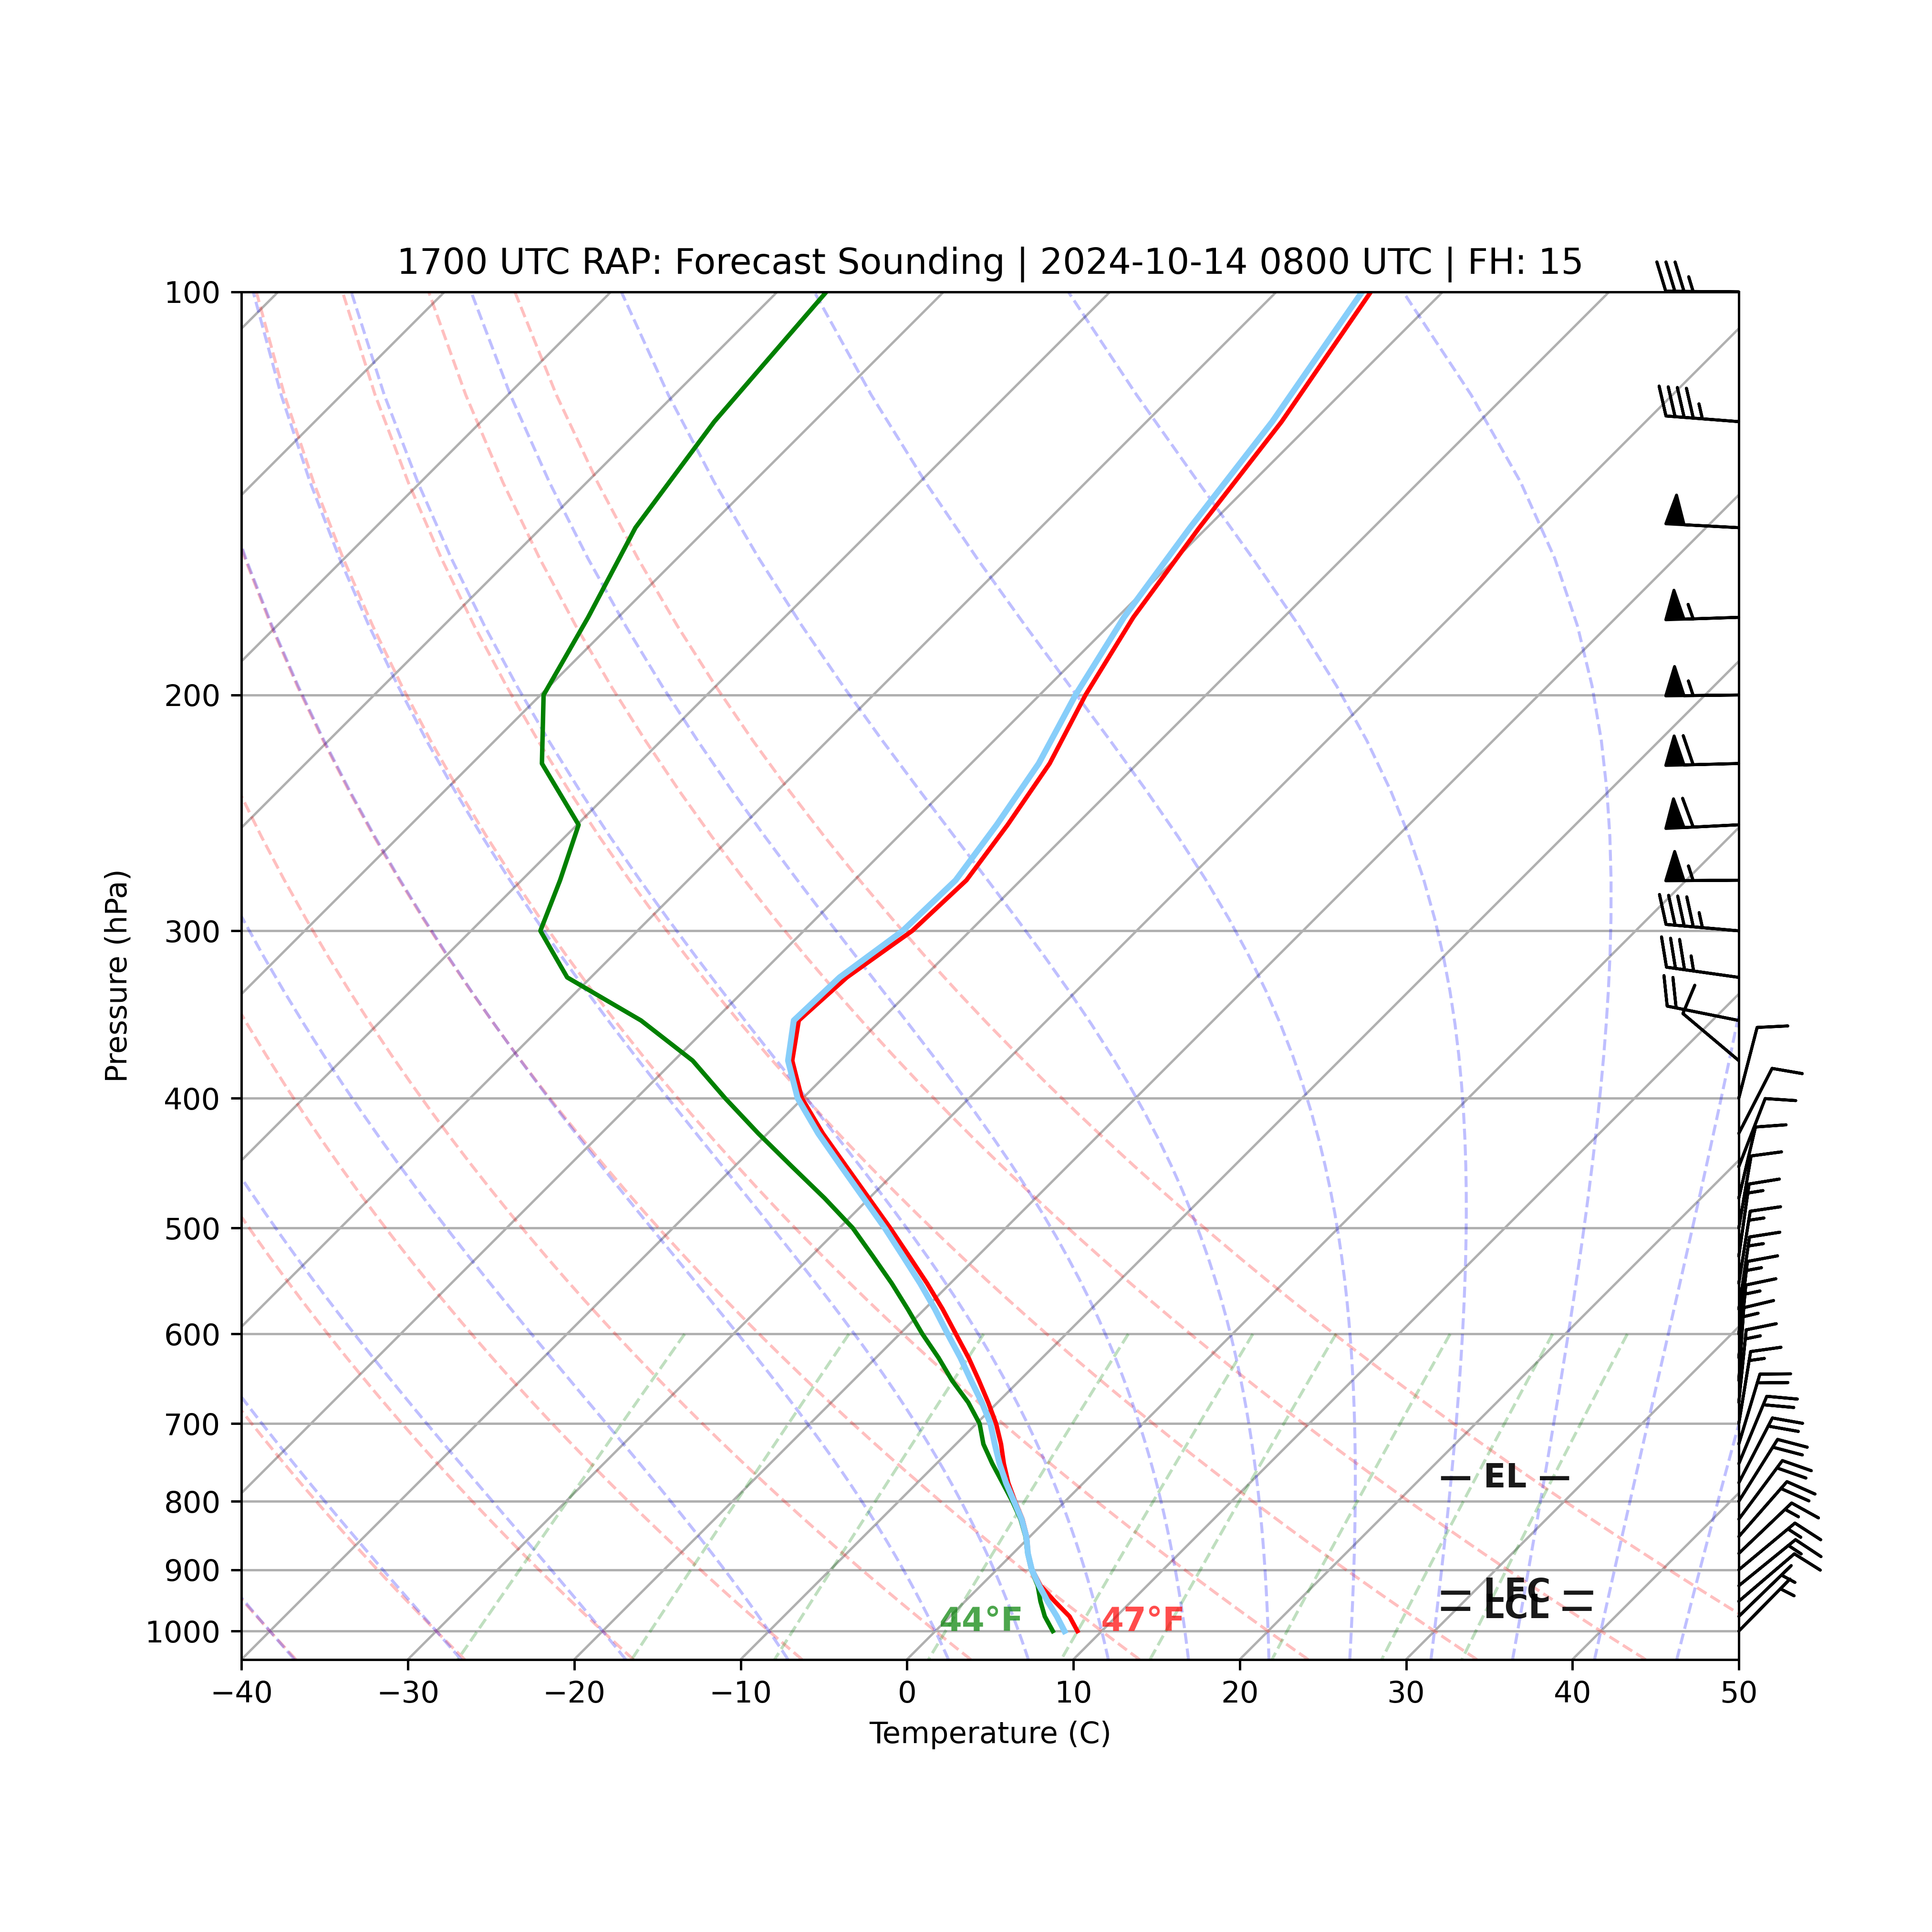 1700 UTC RAP: Forecast Sounding | 2024-10-14 0800 UTC | FH: 15
100
200
300
400
500
600
700
800
900
1000
Pressure (hPa)
— EL —
— LFC —
— LCL —
44°F
47°F
−40 −30 −20 −10 0 10 20 30 40 50
Temperature (C)